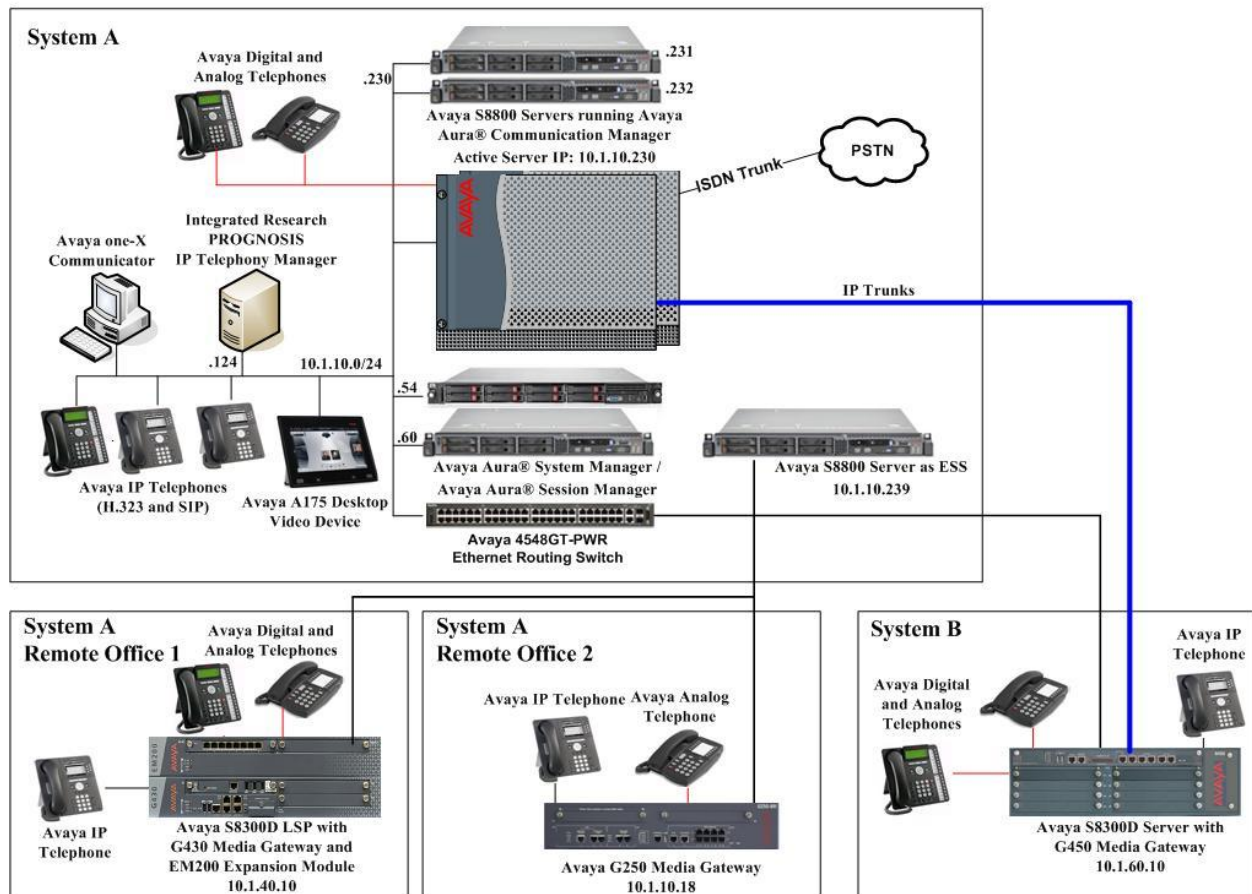 System A
Avaya Digital and
Analog Telephones
.230
.231
.232
Avaya S8800 Servers running Avaya
Aura® Communication Manager
Active Server IP: 10.1.10.230
PSTN
ISDN Trunk
AVAYA
Avaya one-X
Communicator
Integrated Research
PROGNOSIS
IP Telephony Manager
IP Trunks
.124
10.1.10.0/24
.54
.60
Avaya IP Telephones
(H.323 and SIP)
Avaya A175 Desktop
Video Device
Avaya Aura® System Manager /
Avaya Aura® Session Manager
Avaya S8800 Server as ESS
10.1.10.239
Avaya 4548GT-PWR
Ethernet Routing Switch
System A
Remote Office 1
Avaya Digital and
Analog Telephones
EM200
AVAYA
G430
AVAYA
Avaya IP
Telephone
Avaya S8300D LSP with
G430 Media Gateway and
EM200 Expansion Module
10.1.40.10
System A
Remote Office 2
Avaya IP Telephone
Avaya Analog
Telephone
AVAYA
Avaya G250 Media Gateway
10.1.10.18
System B
Avaya IP
Telephone
Avaya Digital
and Analog
Telephones
AVAYA
Avaya S8300D Server with
G450 Media Gateway
10.1.60.10